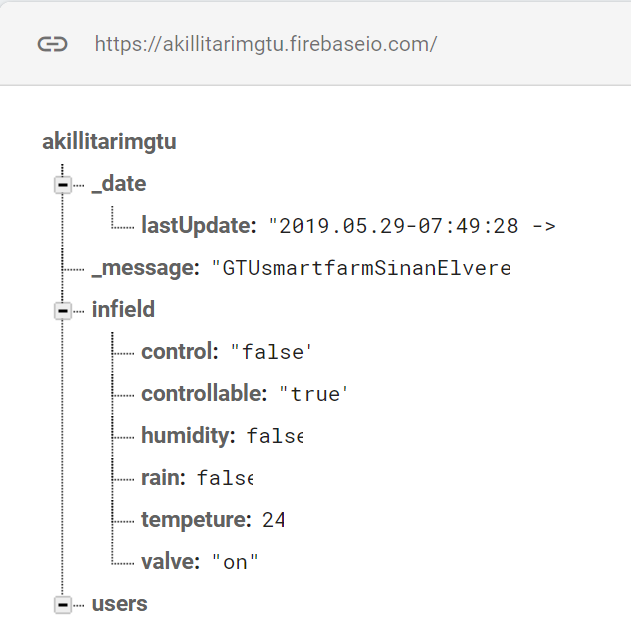 https://akillitarimgtu.firebaseio.com/
akillitarimgtu
_date
lastUpdate: "2019.05.29-07:49:28 ->
_message: "GTUsmartfarmSinanElvere
infield
control: "false'
controllable: "true'
humidity: false
rain: false
tempeture: 24
valve: "on"
users